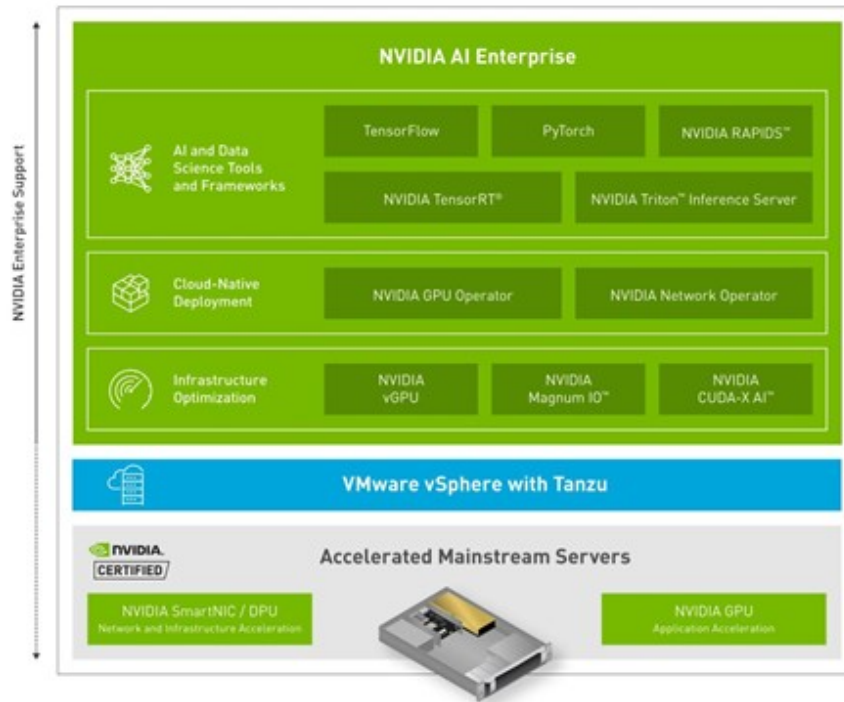 NVIDIA Enterprise Support
NVIDIA AI Enterprise
AI and Data
Science Tools
and Frameworks
TensorFlow
PyTorch
NVIDIA RAPIDS™
NVIDIA TensorRT®
NVIDIA Triton™ Inference Server
Cloud-Native
Deployment
NVIDIA GPU Operator
NVIDIA Network Operator
Infrastructure
Optimization
NVIDIA
vGPU
NVIDIA
Magnum IO™
NVIDIA
CUDA-X AI™
VMware vSphere with Tanzu
NVIDIA.
CERTIFIED
Accelerated Mainstream Servers
NVIDIA SmartNIC / DPU
Network and Infrastructure Acceleration
NVIDIA GPU
Application Acceleration